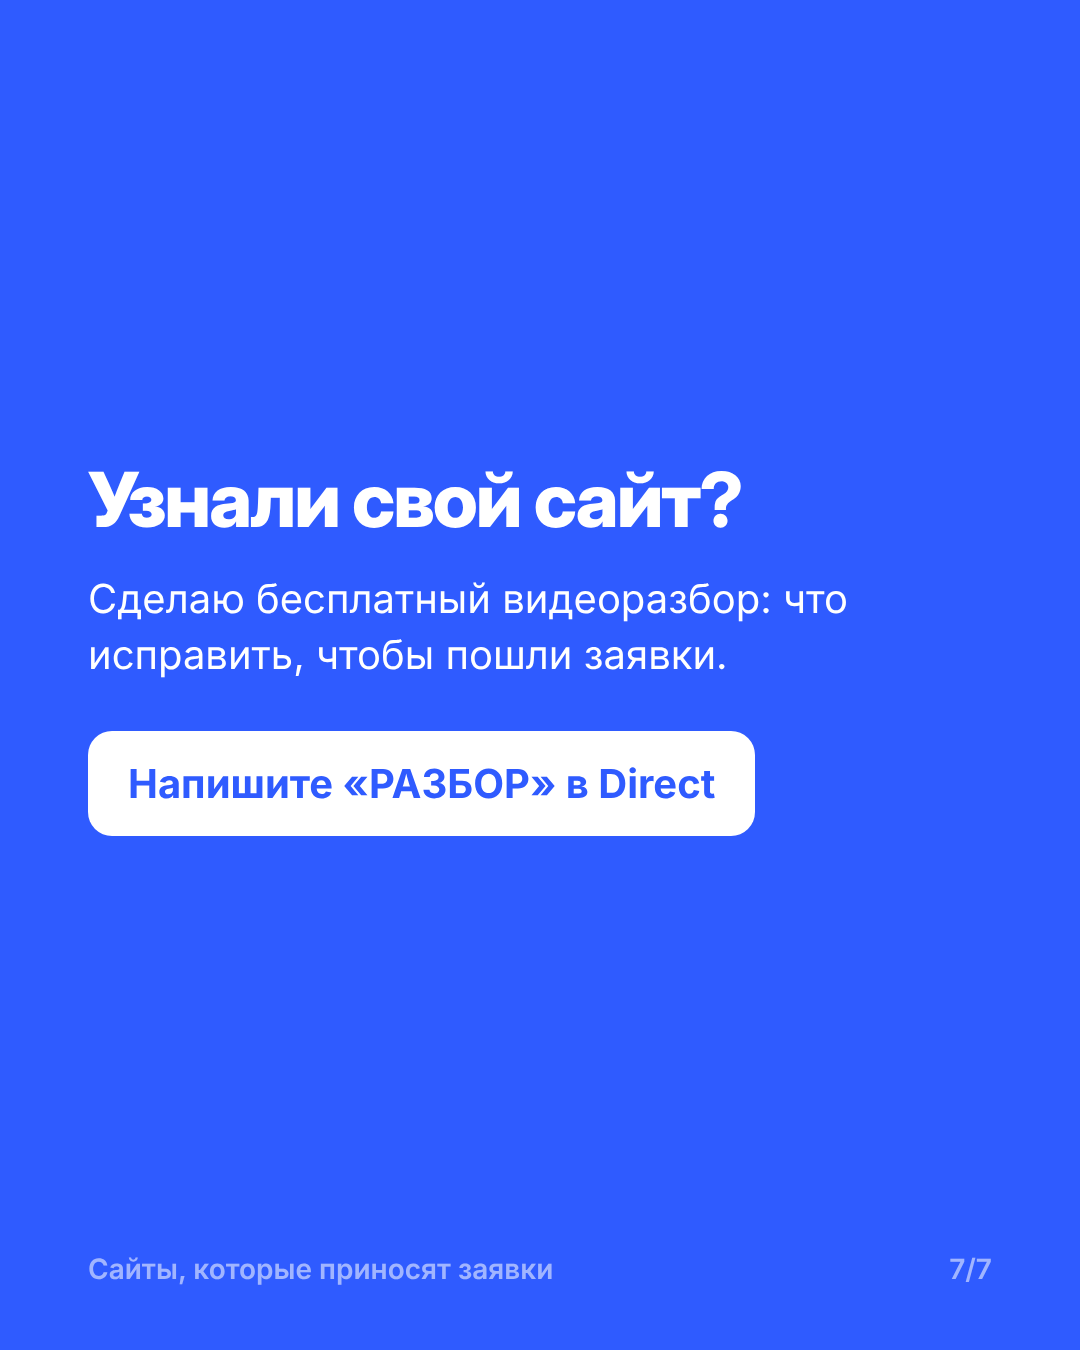 Узнали свой сайт?
Сделаю бесплатный видеоразбор: что
исправить, чтобы пошли заявки.
Напишите «РАЗБОР» в Direct
Сайты, которые приносят заявки
7/7